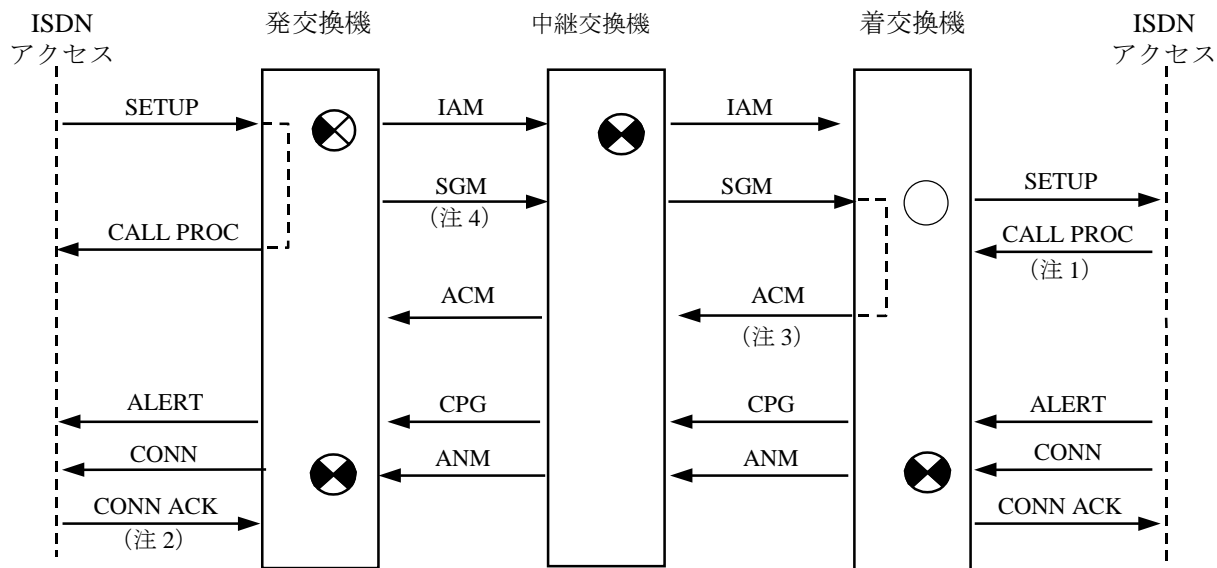 ISDN
アクセス
発交換機
中継交換機
着交換機
ISDN
アクセス
SETUP
IAM
IAM
SGM
（注 4）
SGM
SETUP
CALL PROC
CALL PROC
（注 1）
ACM
ACM
（注 3）
ALERT
CPG
CPG
ALERT
CONN
ANM
ANM
CONN
CONN ACK
（注 2）
CONN ACK